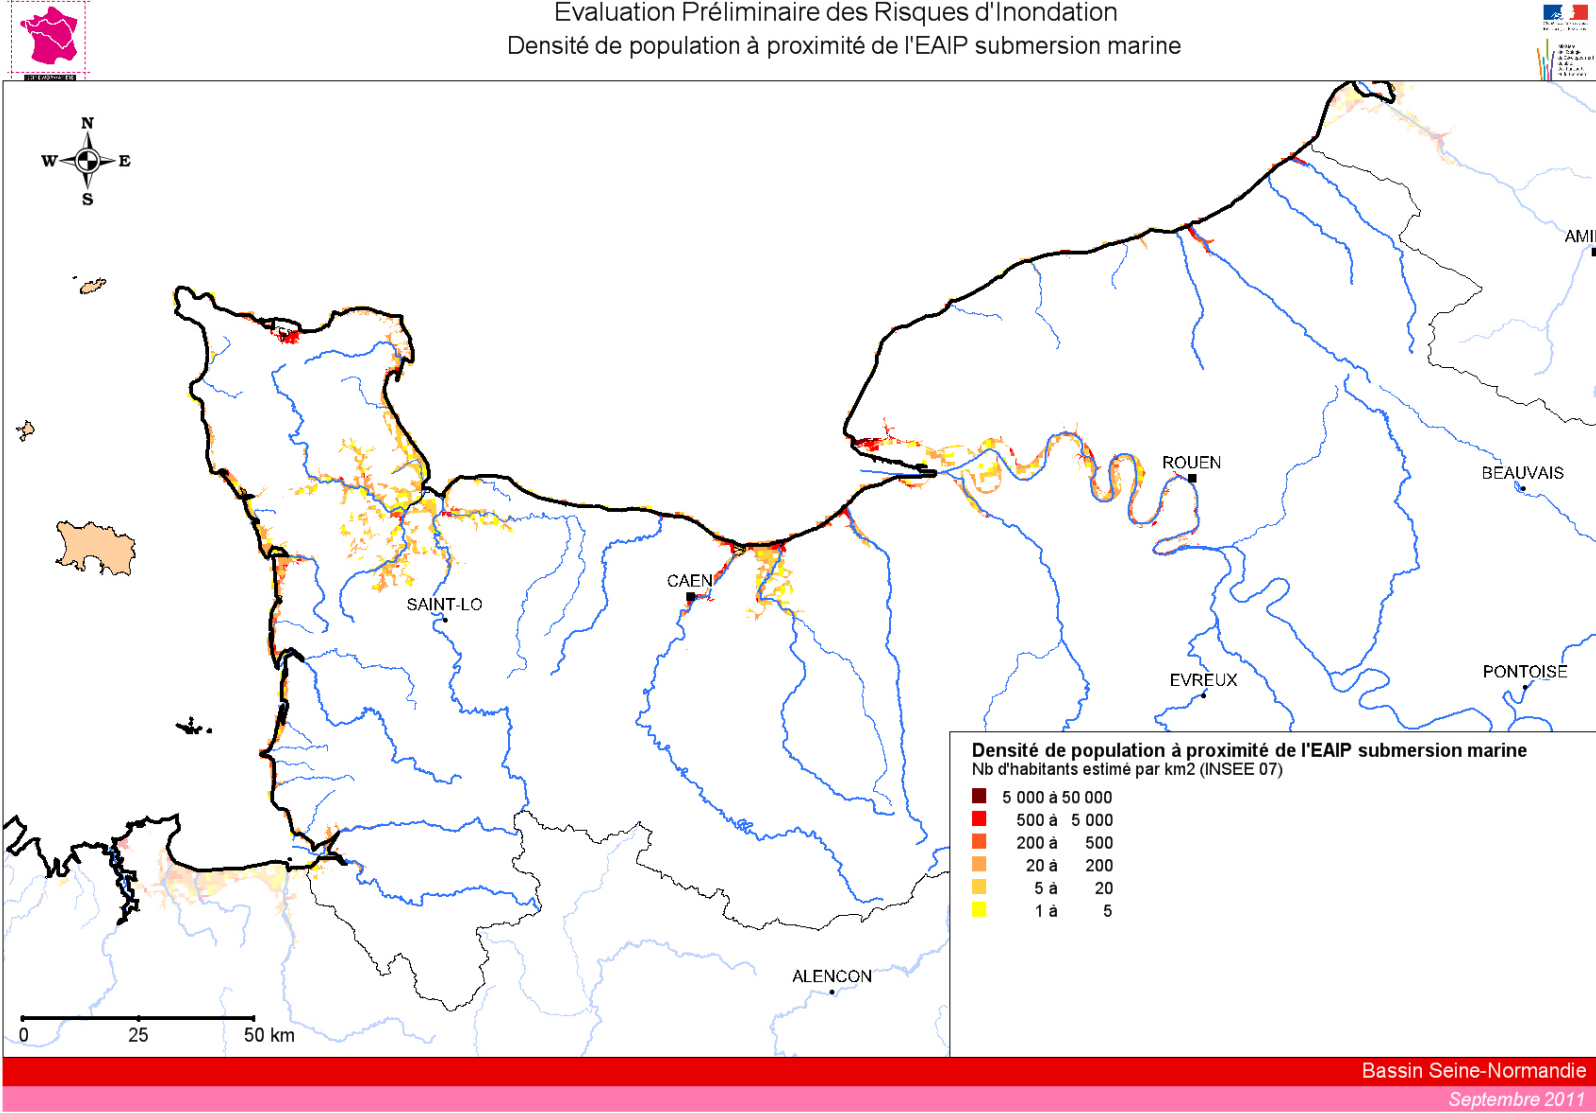 Evaluation Préliminaire des Risques d'Inondation
Densité de population à proximité de l'EAIP submersion marine
N
W E
S
AMI
ROUEN
BEAUVAIS
CAEN
SAINT-LO
EVREUX
PONTOISE
ALENCON
Densité de population à proximité de l'EAIP submersion marine
Nb d'habitants estimé par km2 (INSEE 07)
5 000 à 50 000
500 à 5 000
200 à 500
20 à 200
5 à 20
1 à 5
0 25 50 km
Bassin Seine-Normandie
Septembre 2011